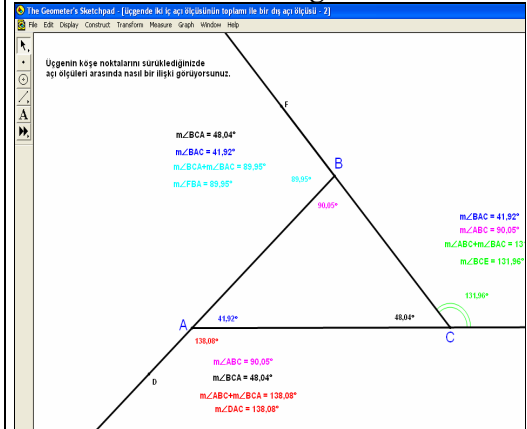 The Geometer's Sketchpad - [üçgende iki iç açı ölçüsünün toplamı ile bir dış açı ölçüsü - 2]
File Edit Display Construct Transform Measure Graph Window Help
Üçgenin köşe noktalarını sürüklediğinizde
açı ölçüleri arasında nasıl bir ilişki görüyorsunuz.
F
m∠BCA = 48,04°
m∠BAC = 41,92°
m∠BCA+m∠BAC = 89,95°
m∠FBA = 89,95°
B
89,95°
90,05°
m∠BAC = 41,92°
m∠ABC = 90,05°
m∠ABC+m∠BAC = 13
m∠BCE = 131,96°
131,96°
A
41,92°
48,04°
C
138,08°
D
m∠ABC = 90,05°
m∠BCA = 48,04°
m∠ABC+m∠BCA = 138,08°
m∠DAC = 138,08°
A